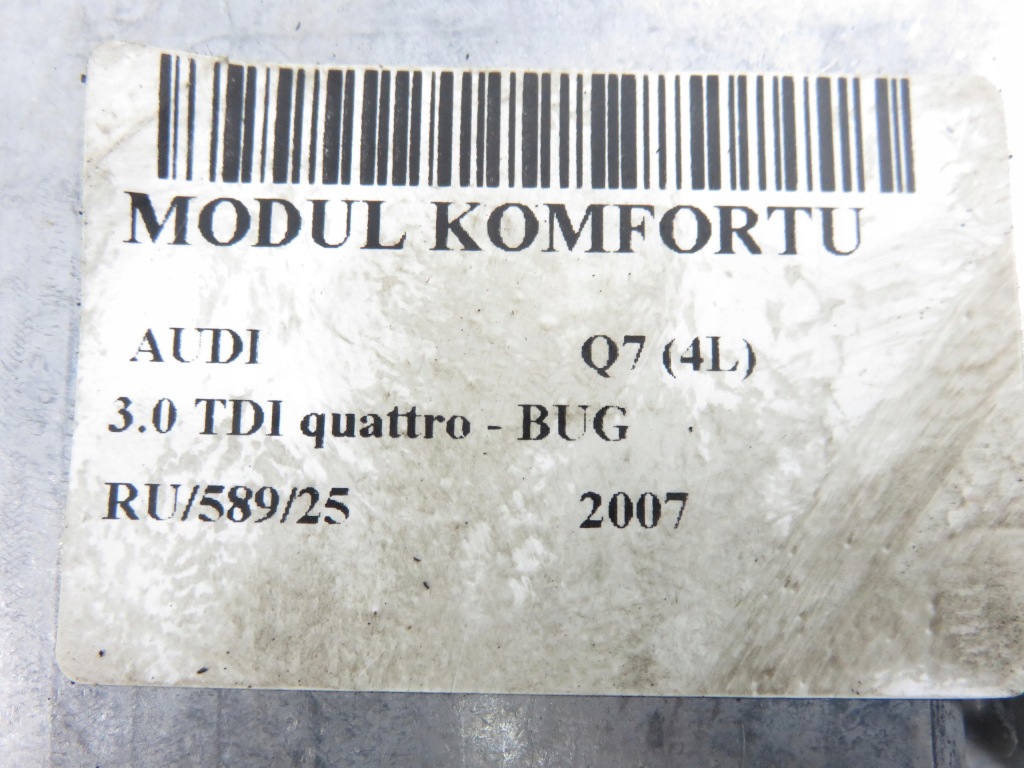 MODUL KOMFORTU
AUDI Q7 (4L)
3.0 TDI quattro - BUG
RU/589/25 2007